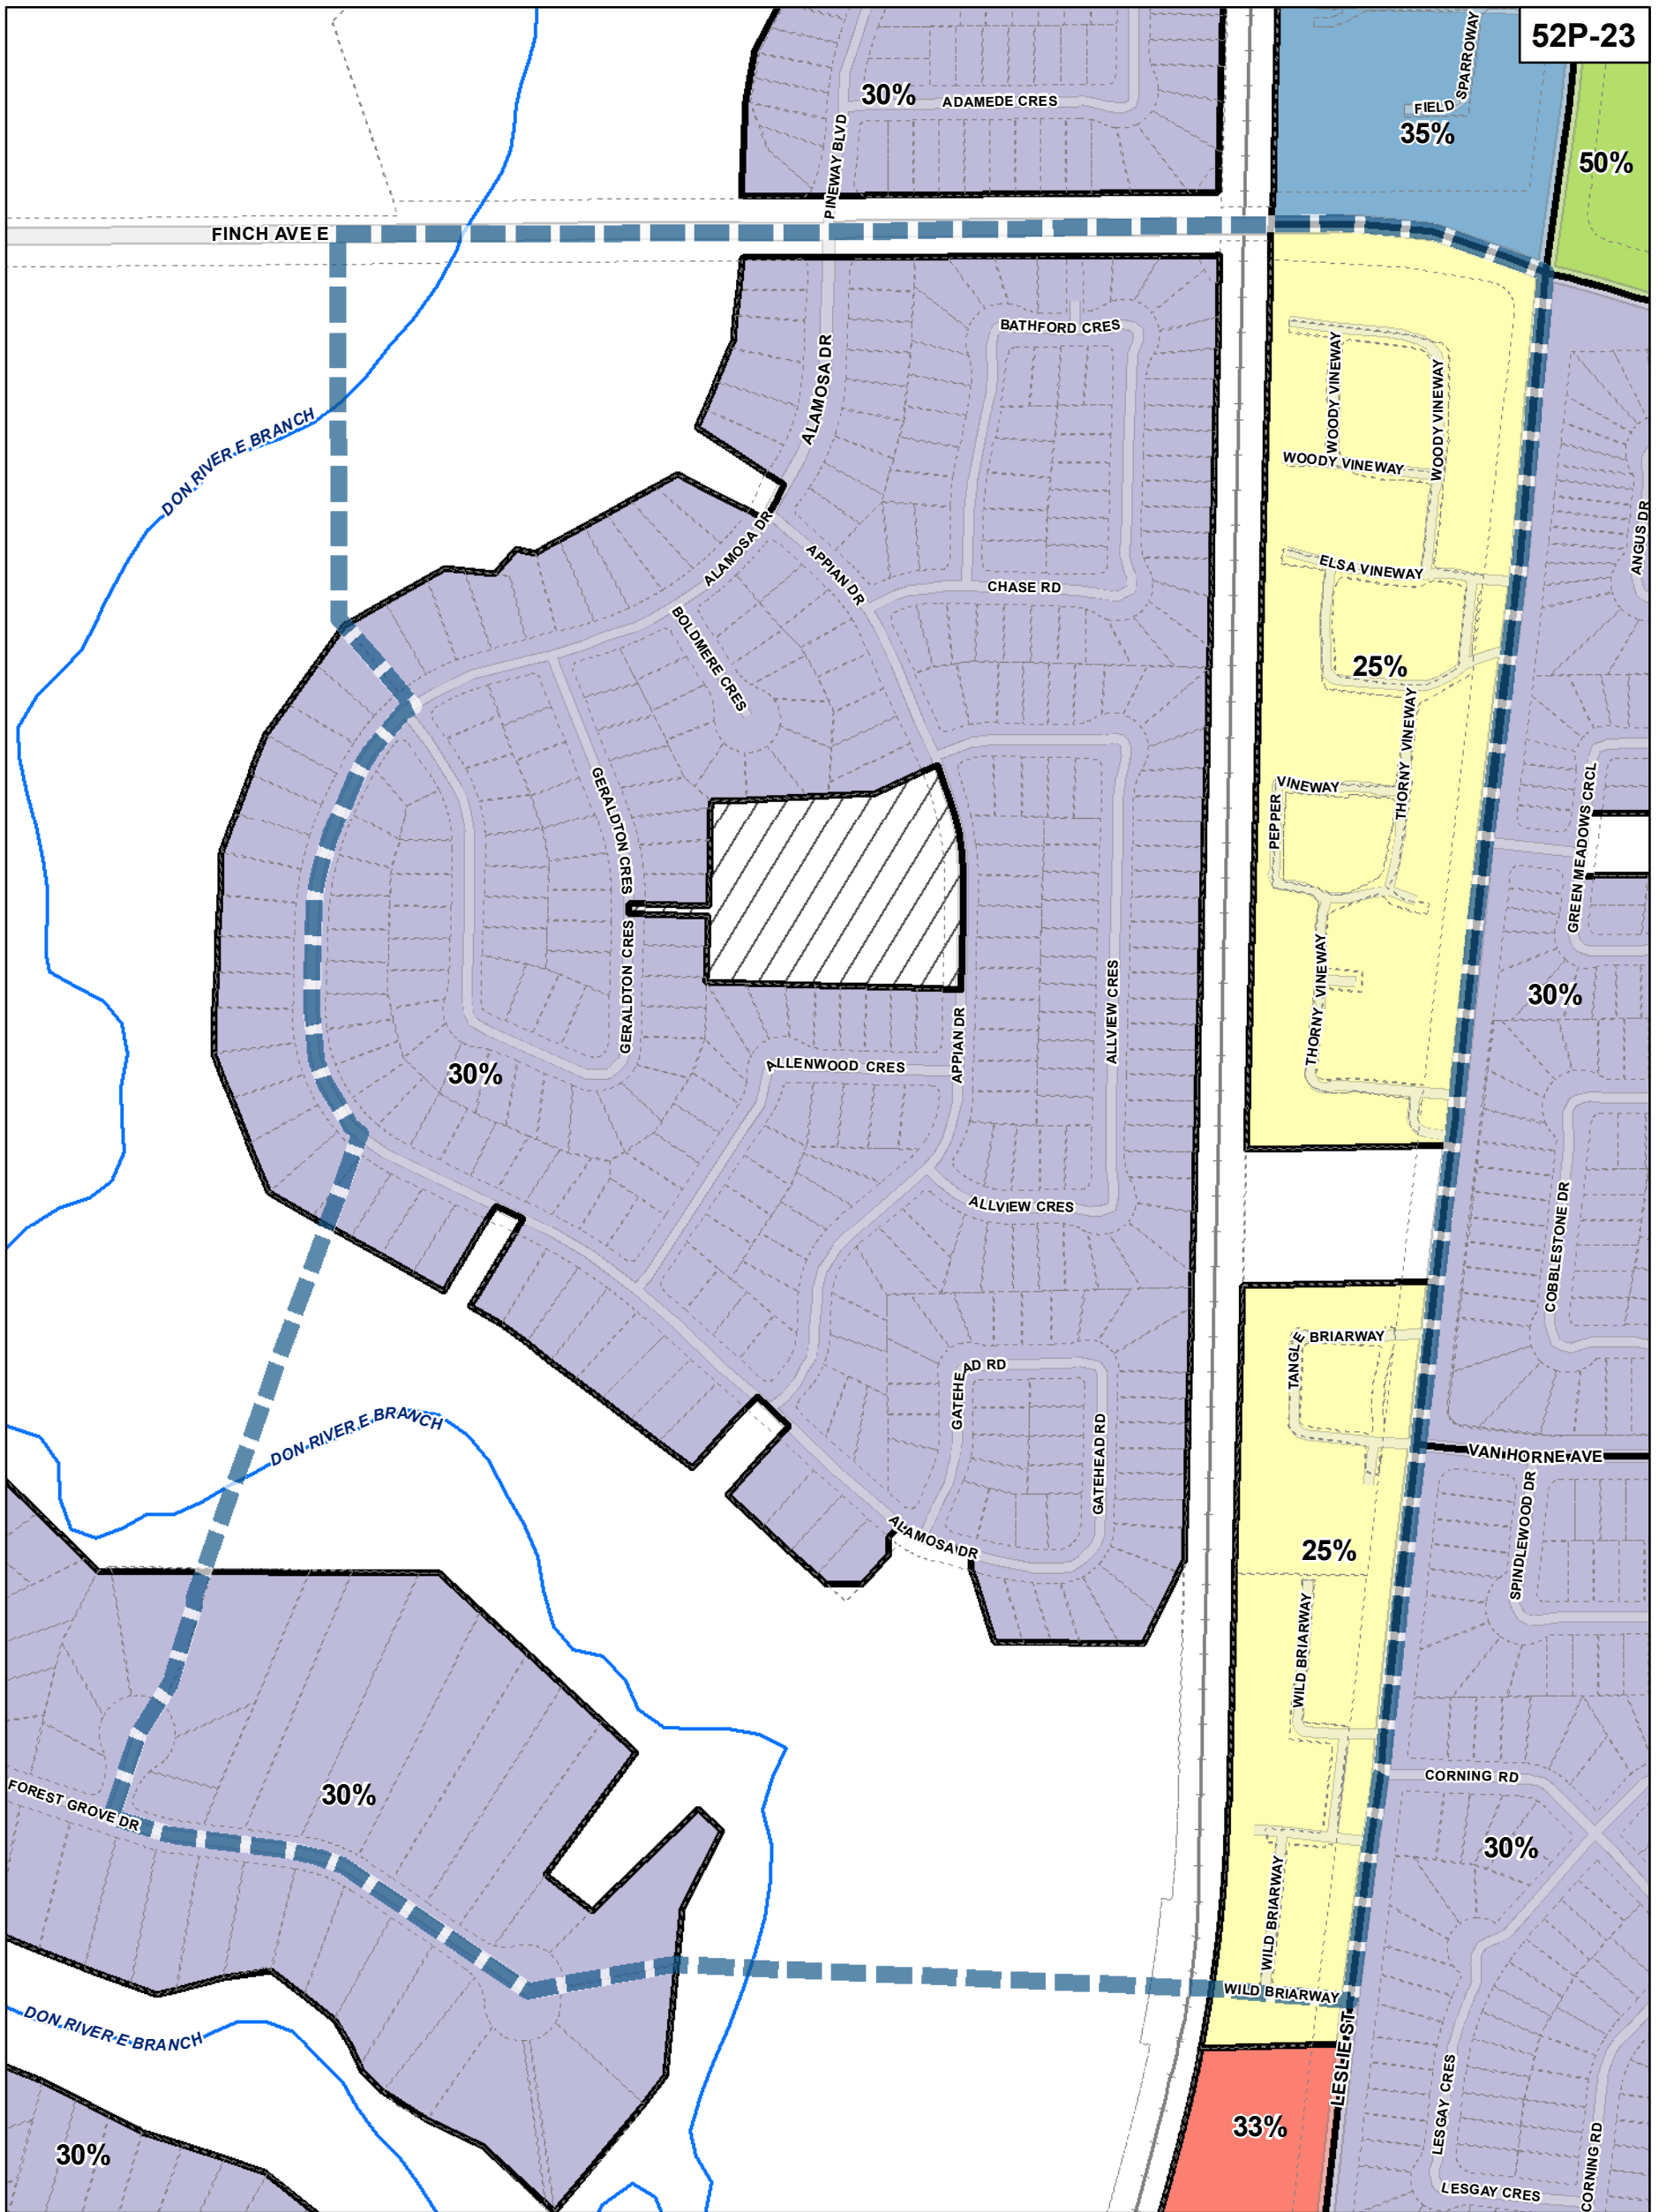 52P-23
SPARROWAY
FIELD
35%
50%
30%
ADAMEDE CRES
PINEWAY BLVD
FINCH AVE E
DON RIVER E BRANCH
ALAMOSA DR
BATHFORD CRES
WOODY VINEWAY
WOODY VINEWAY
WOODY VINEWAY
ANGUS DR
ALAMOSA DR
APPIAN DR
CHASE RD
ELSA VINEWAY
BOLDMERE CRES
25%
THORNY VINEWAY
GERALDTON CRES
VINEWAY
PEPPER
GREEN MEADOWS CRCL
GERALDTON CRES
THORNY VINEWAY
ALLVIEW CRES
30%
APPIAN DR
30%
ALLENWOOD CRES
ALLVIEW CRES
COBBLESTONE DR
TANGLE
BRIARWAY
GATEHEAD RD
GATEHEAD RD
DON RIVER E BRANCH
VAN HORNE AVE
SPINDLEWOOD DR
ALAMOSA DR
25%
WILD BRIARWAY
CORNING RD
30%
FOREST GROVE DR
30%
WILD BRIARWAY
WILD BRIARWAY
DON RIVER E BRANCH
LESLIE ST
LESGAY CRES
33%
30%
CORNING RD
LESGAY CRES